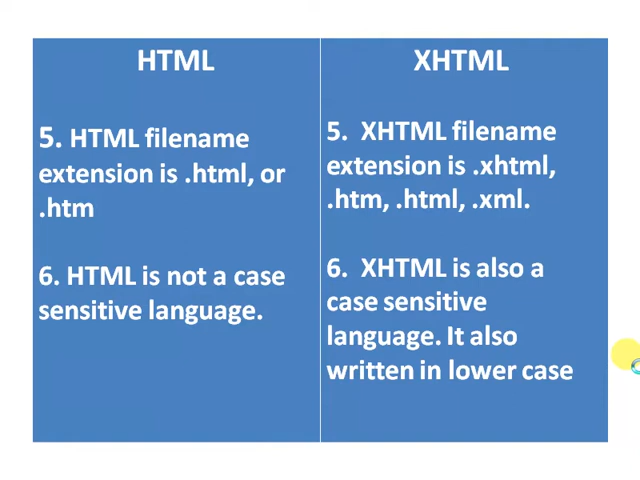 HTML
5. HTML filename
extension is .html, or
.htm
6. HTML is not a case
sensitive language.
XHTML
5. XHTML filename
extension is .xhtml,
.htm, .html, .xml.
6. XHTML is also a
case sensitive
language. It also
written in lower case